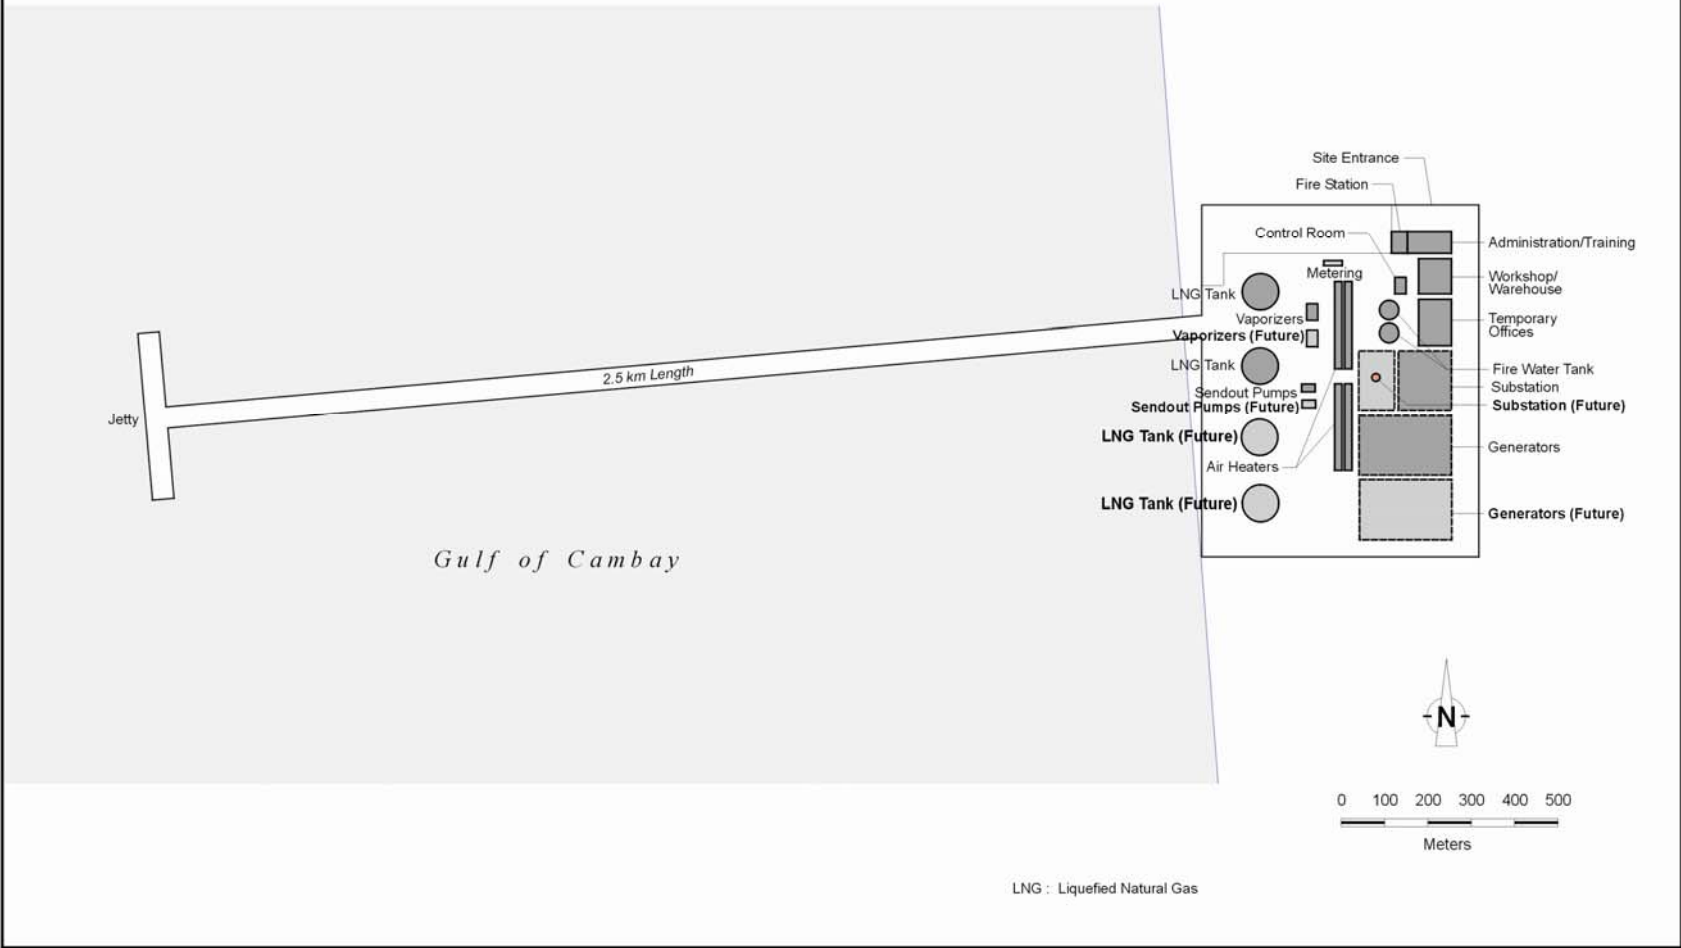 Site Entrance
Fire Station
Control Room
Administration/Training
Metering
Workshop/
Warehouse
LNG Tank
Vaporizers
Temporary
Offices
Vaporizers (Future)
LNG Tank
Fire Water Tank
2.5 km Length
Substation
Sendout Pumps
Sendout Pumps (Future)
Substation (Future)
Jetty
LNG Tank (Future)
Generators
Air Heaters
LNG Tank (Future)
Generators (Future)
Gulf of Cambay
N
0 100 200 300 400 500
Meters
LNG : Liquefied Natural Gas